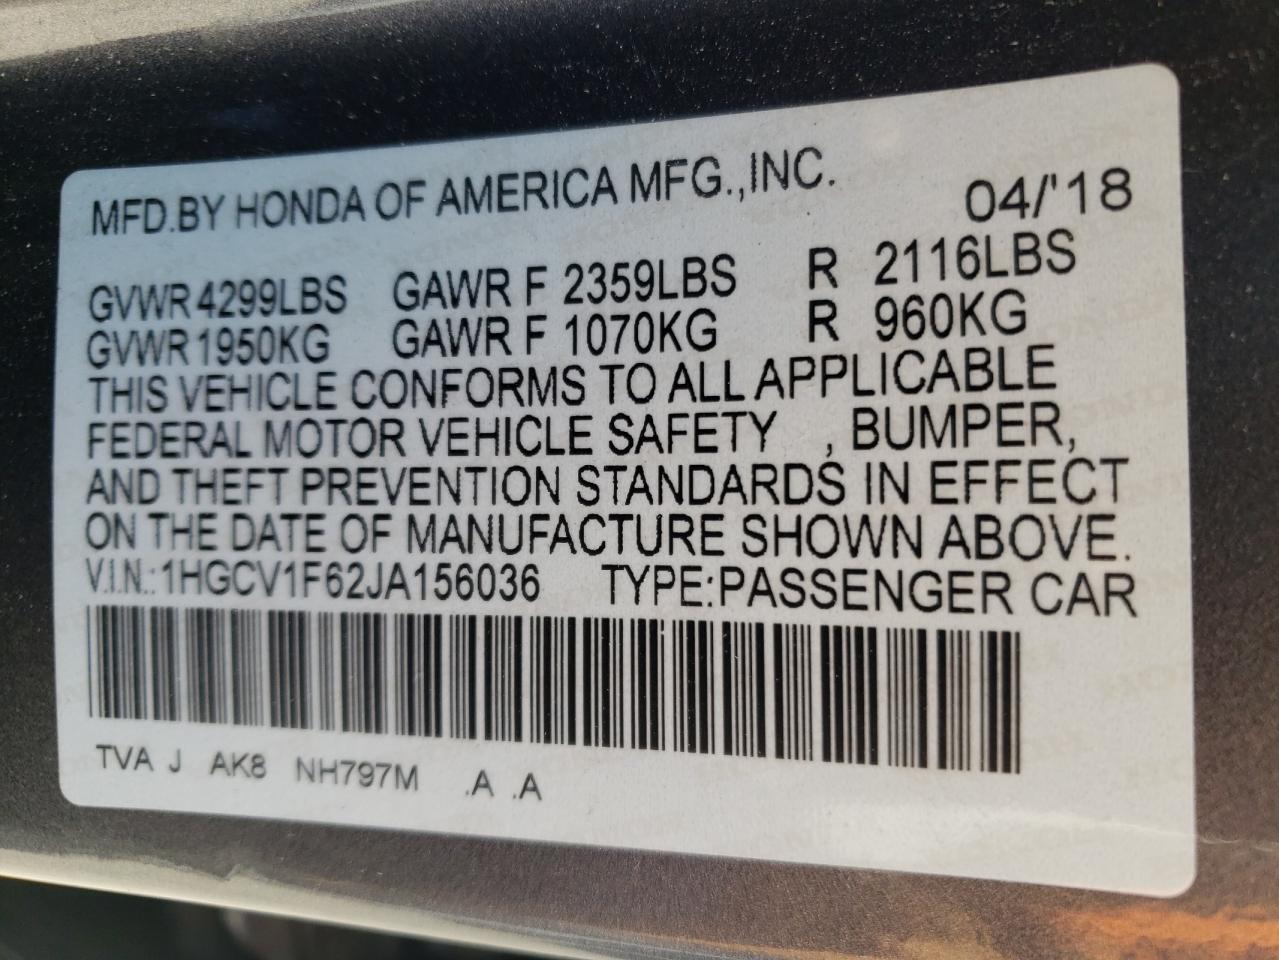 MFD.BY HONDA OF AMERICA MFG.,INC. 04/'18
GVWR 4299LBS GAWR F 2359LBS R 2116LBS
GVWR 1950KG GAWR F 1070KG R 960KG
THIS VEHICLE CONFORMS TO ALL APPLICABLE
FEDERAL MOTOR VEHICLE SAFETY , BUMPER,
AND THEFT PREVENTION STANDARDS IN EFFECT
ON THE DATE OF MANUFACTURE SHOWN ABOVE.
V.I.N.:1HGCV1F62JA156036 TYPE:PASSENGER CAR
TVA J AK8 NH797M .A .A